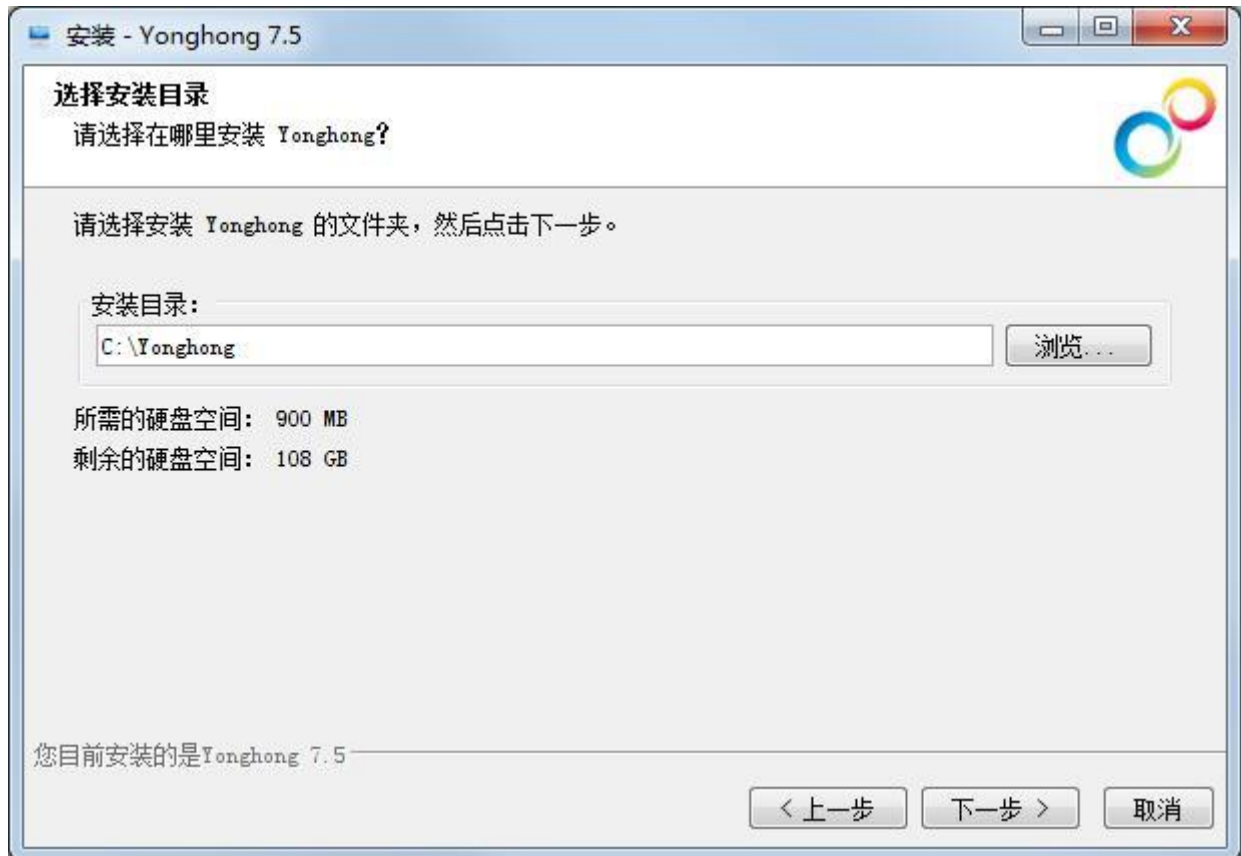 安装 - Yonghong 7.5
选择安装目录
请选择在哪里安装 Yonghong?
请选择安装 Yonghong 的文件夹，然后点击下一步。
安装目录：
C:\Yonghong
浏览...
所需的硬盘空间： 900 MB
剩余的硬盘空间： 108 GB
您目前安装的是Yonghong 7.5
< 上一步 下一步 > 取消